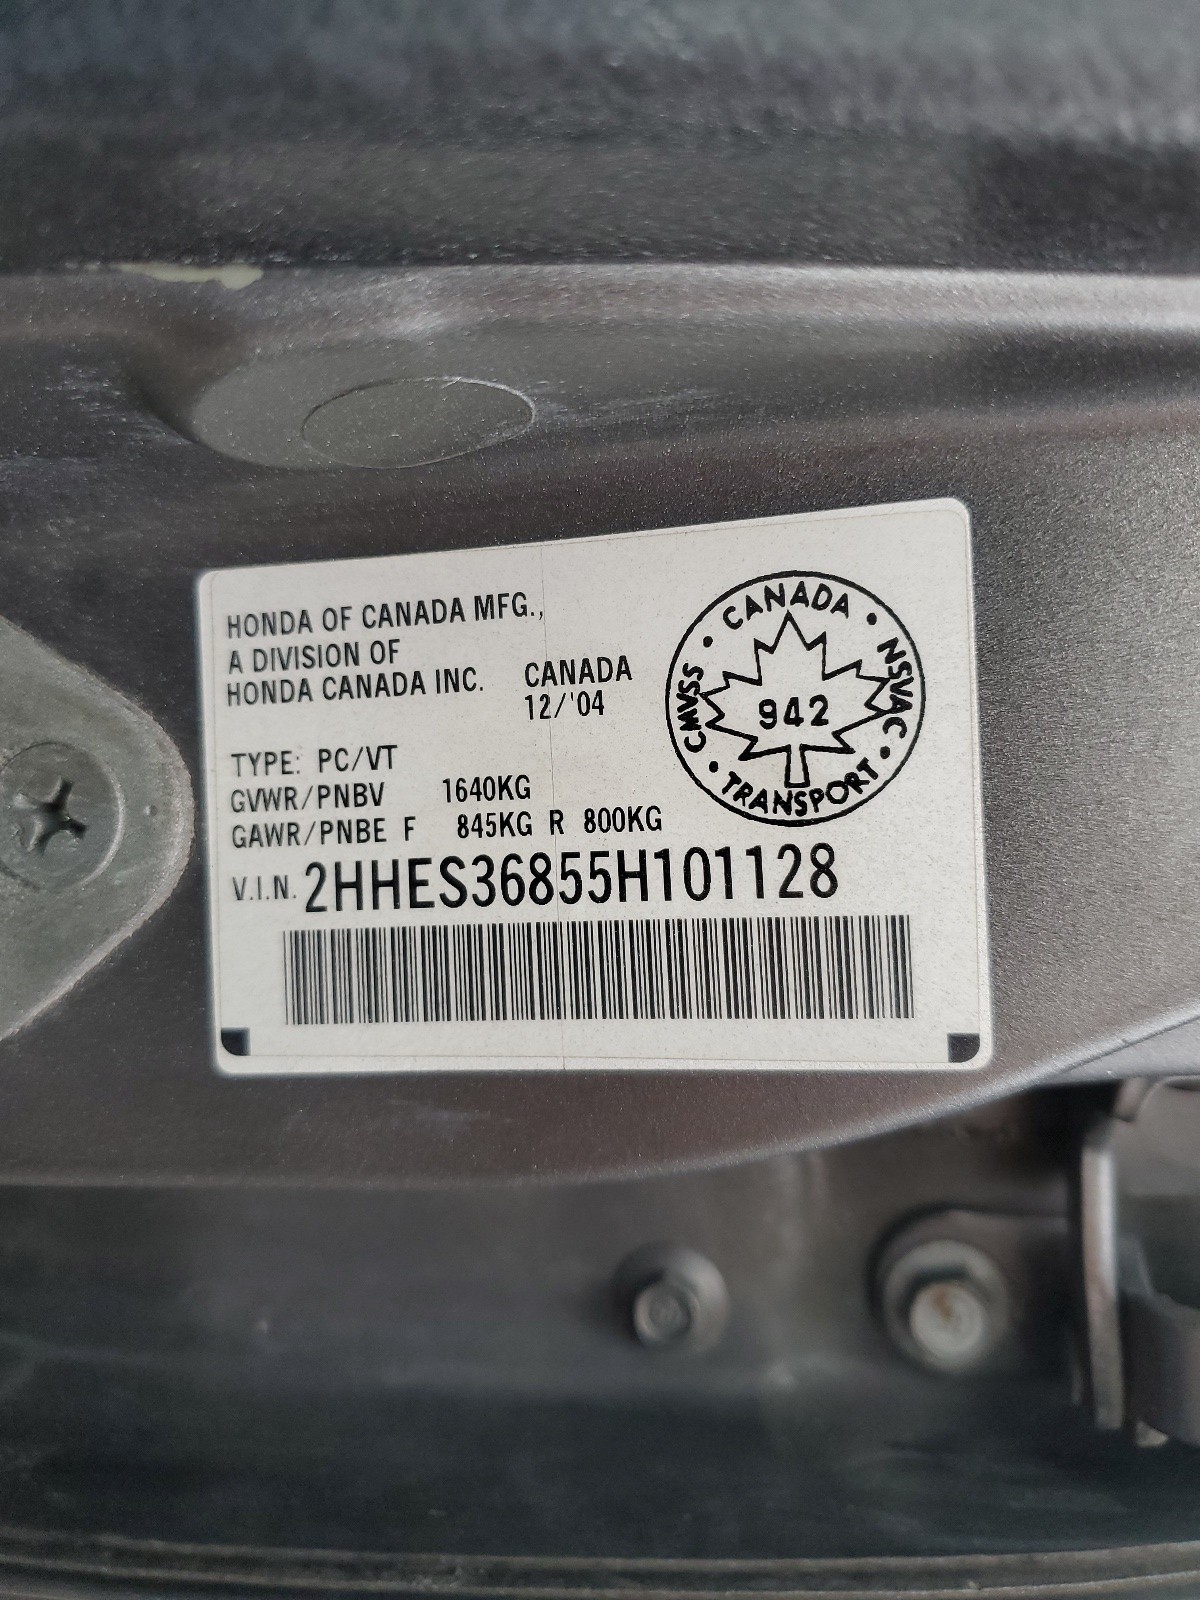 HONDA OF CANADA MFG.,
A DIVISION OF
HONDA CANADA INC. CANADA
12/'04
TYPE: PC/VT
GVWR/PNBV 1640KG
GAWR/PNBE F 845KG R 800KG
V.I.N. 2HHES36855H101128
• CANADA • NSVAC • TRANSPORT • CMVSS
942